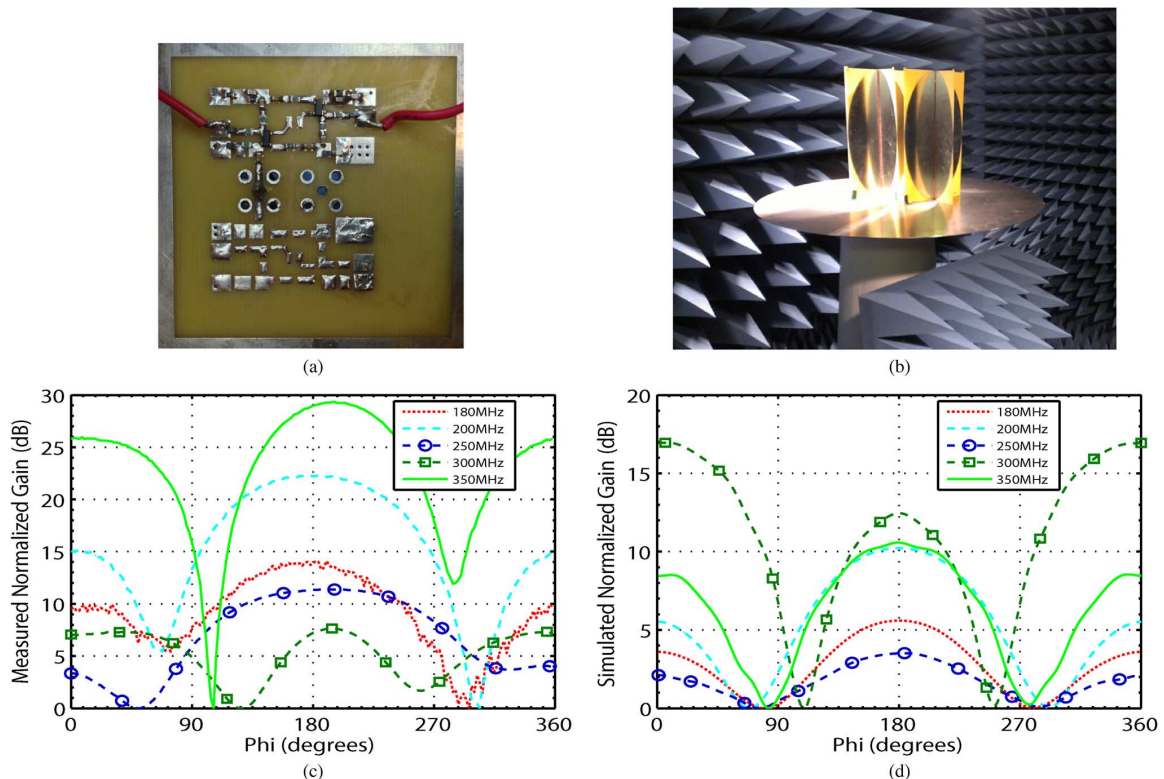 (a)
(b)
30
25
20
15
10
5
0
Measured Normalized Gain (dB)
180MHz
200MHz
250MHz
300MHz
350MHz
0
90
180
270
360
Phi (degrees)
(c)
20
15
10
5
0
Simulated Normalized Gain (dB)
180MHz
200MHz
250MHz
300MHz
350MHz
0
90
180
270
360
Phi (degrees)
(d)